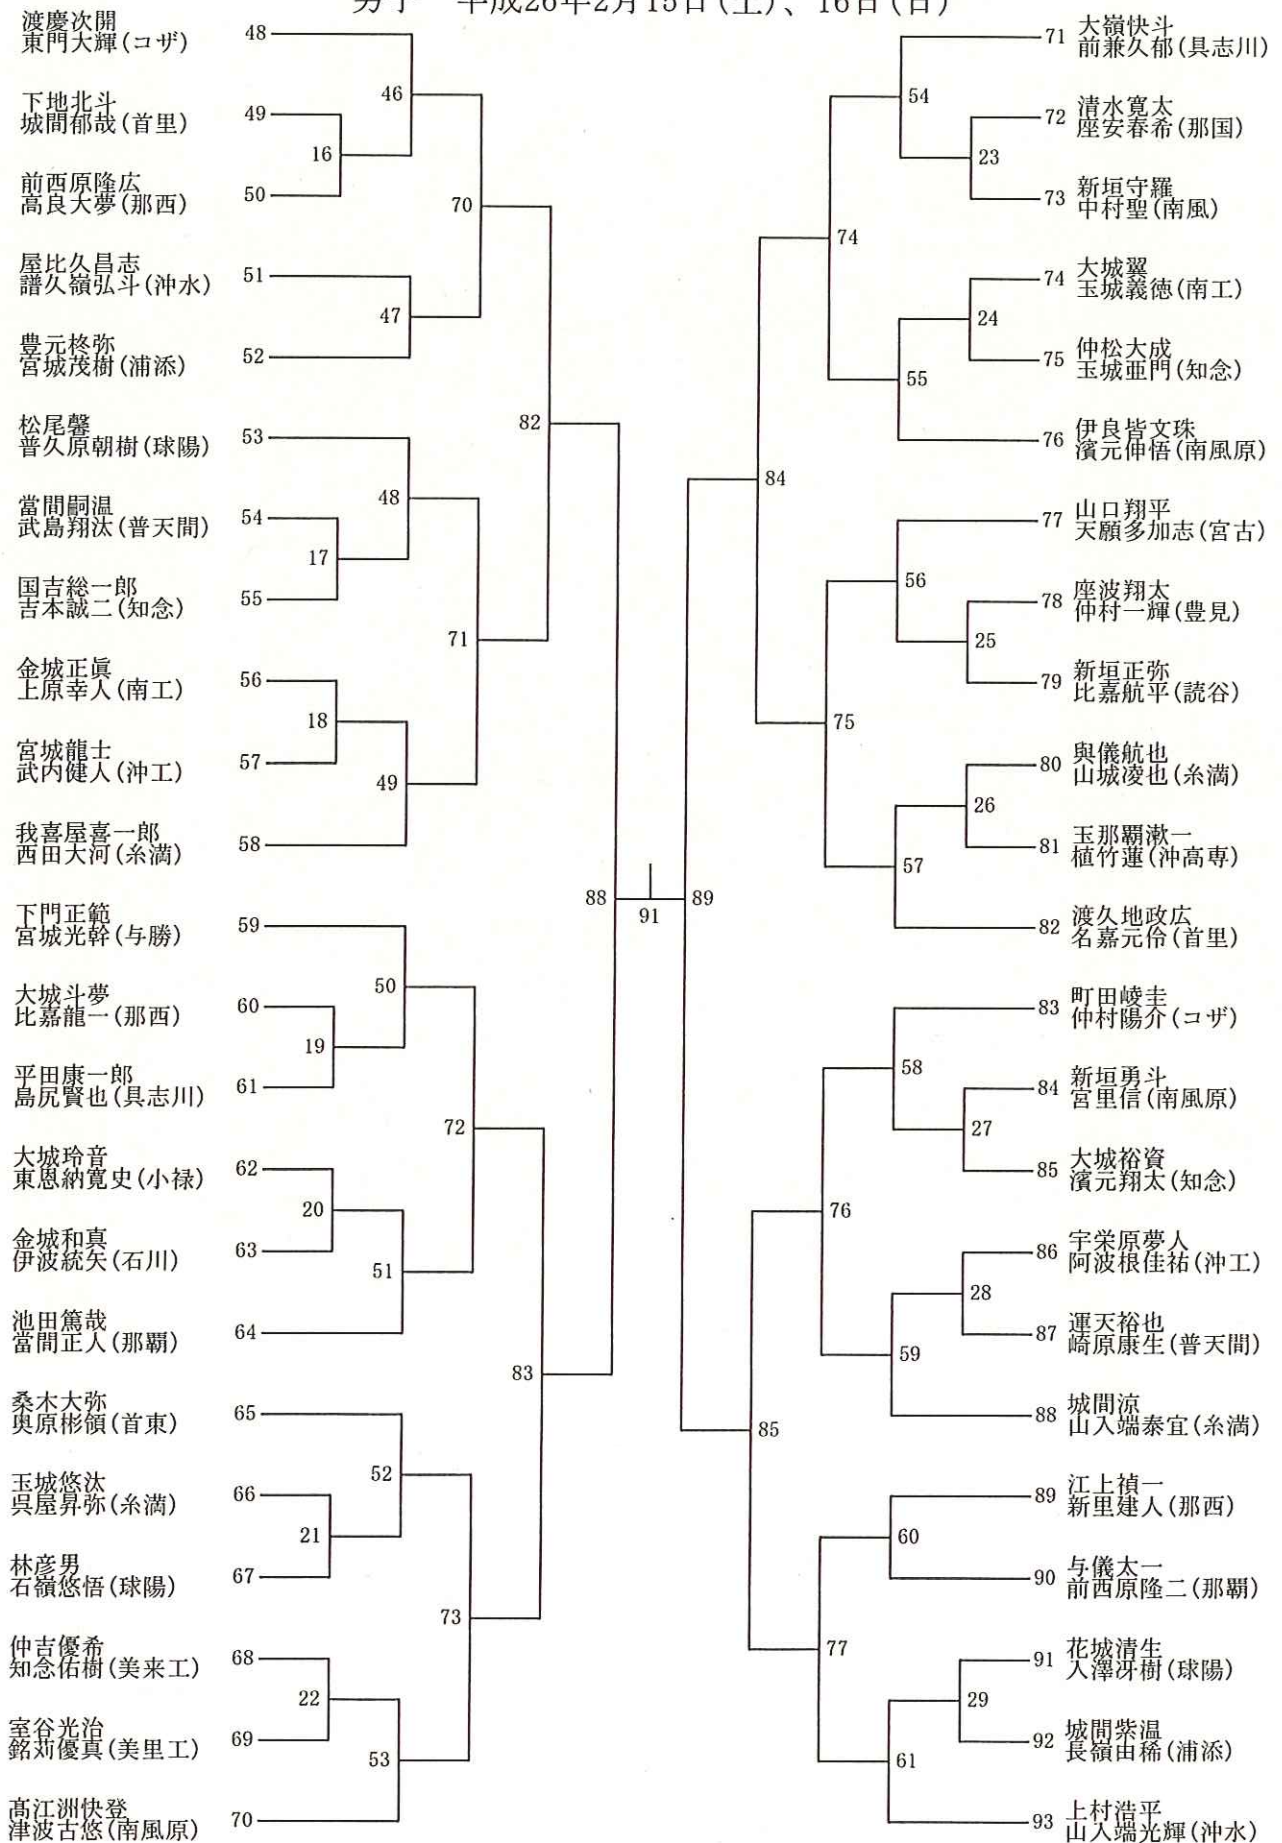 男子 平成26年2月15日(土)、16日(日)
渡慶次開
東門大輝(コザ) 48
下地北斗
城間郁哉(首里) 49
前西原隆広
高良大夢(那西) 50
屋比久昌志
譜久嶺弘斗(沖水) 51
豊元柊弥
宮城茂樹(浦添) 52
松尾馨
普久原朝樹(球陽) 53
當間嗣温
武島翔汰(普天間) 54
国吉総一郎
吉本誠二(知念) 55
金城正眞
上原幸人(南工) 56
宮城龍士
武内健人(沖工) 57
我喜屋喜一郎
西田大河(糸満) 58
下門正範
宮城光幹(与勝) 59
大城斗夢
比嘉龍一(那西) 60
平田康一郎
島尻賢也(具志川) 61
大城玲音
東恩納寛史(小禄) 62
金城和真
伊波統矢(石川) 63
池田篤哉
當間正人(那覇) 64
桑木大弥
奥原彬領(首東) 65
玉城悠汰
呉屋昇弥(糸満) 66
林彦男
石嶺悠悟(球陽) 67
仲吉優希
知念佑樹(美来工) 68
室谷光治
銘苅優真(美里工) 69
髙江洲快登
津波古悠(南風原) 70
16
17
18
19
20
21
22
46
47
48
49
50
51
52
53
70
71
72
73
82
83
88
91
89
84
85
74
75
76
77
54
55
56
57
58
59
60
61
23
24
25
26
27
28
29
71 大嶺快斗
前兼久郁(具志川)
72 清水寛太
座安春希(那国)
73 新垣守羅
中村聖(南風)
74 大城翼
玉城義徳(南工)
75 仲松大成
玉城亜門(知念)
76 伊良皆文珠
濱元伸悟(南風原)
77 山口翔平
天願多加志(宮古)
78 座波翔太
仲村一輝(豊見)
79 新垣正弥
比嘉航平(読谷)
80 與儀航也
山城凌也(糸満)
81 玉那覇漱一
植竹蓮(沖高専)
82 渡久地政広
名嘉元伶(首里)
83 町田崚圭
仲村陽介(コザ)
84 新垣勇斗
宮里信(南風原)
85 大城裕資
濱元翔太(知念)
86 宇栄原夢人
阿波根佳祐(沖工)
87 運天裕也
崎原康生(普天間)
88 城間涼
山入端泰宜(糸満)
89 江上禎一
新里建人(那西)
90 与儀太一
前西原隆二(那覇)
91 花城清生
人澤冴樹(球陽)
92 城間紫温
長嶺由稀(浦添)
93 上村浩平
山入端光輝(沖水)